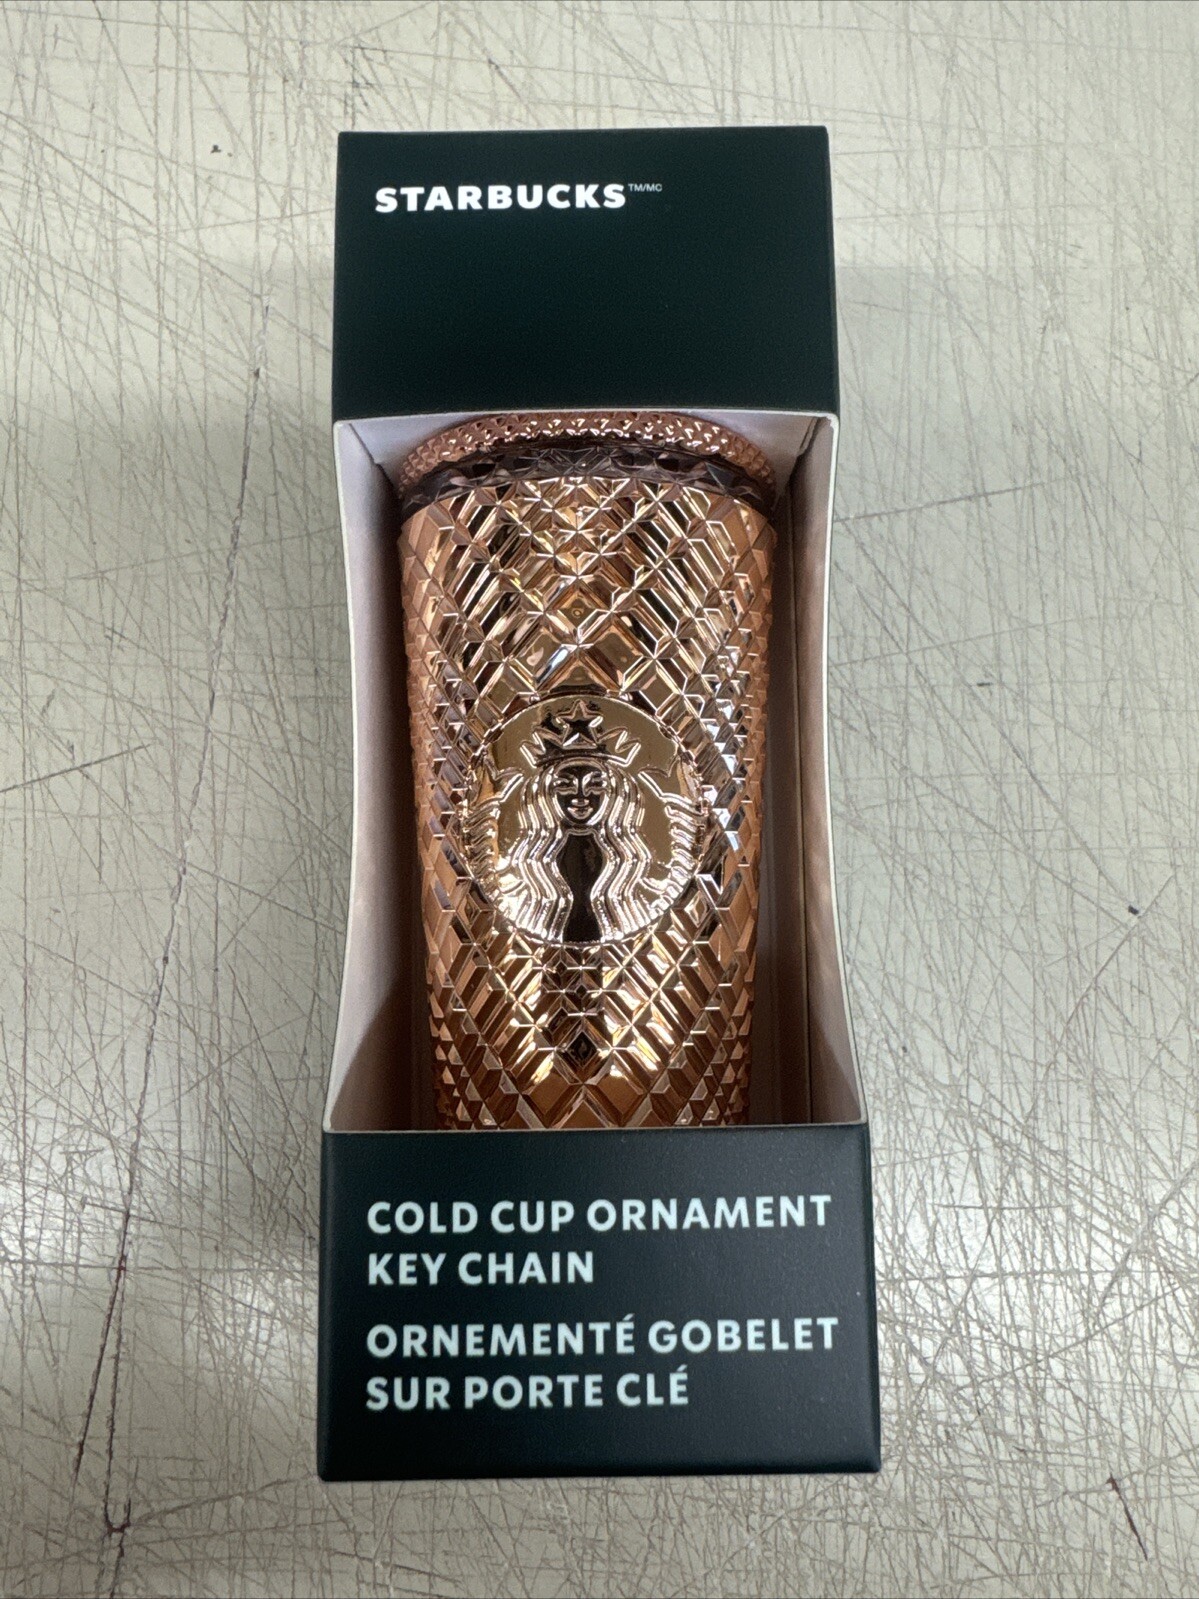 STARBUCKS™/MC
COLD CUP ORNAMENT
KEY CHAIN
ORNEMENTÉ GOBELET
SUR PORTE CLÉ